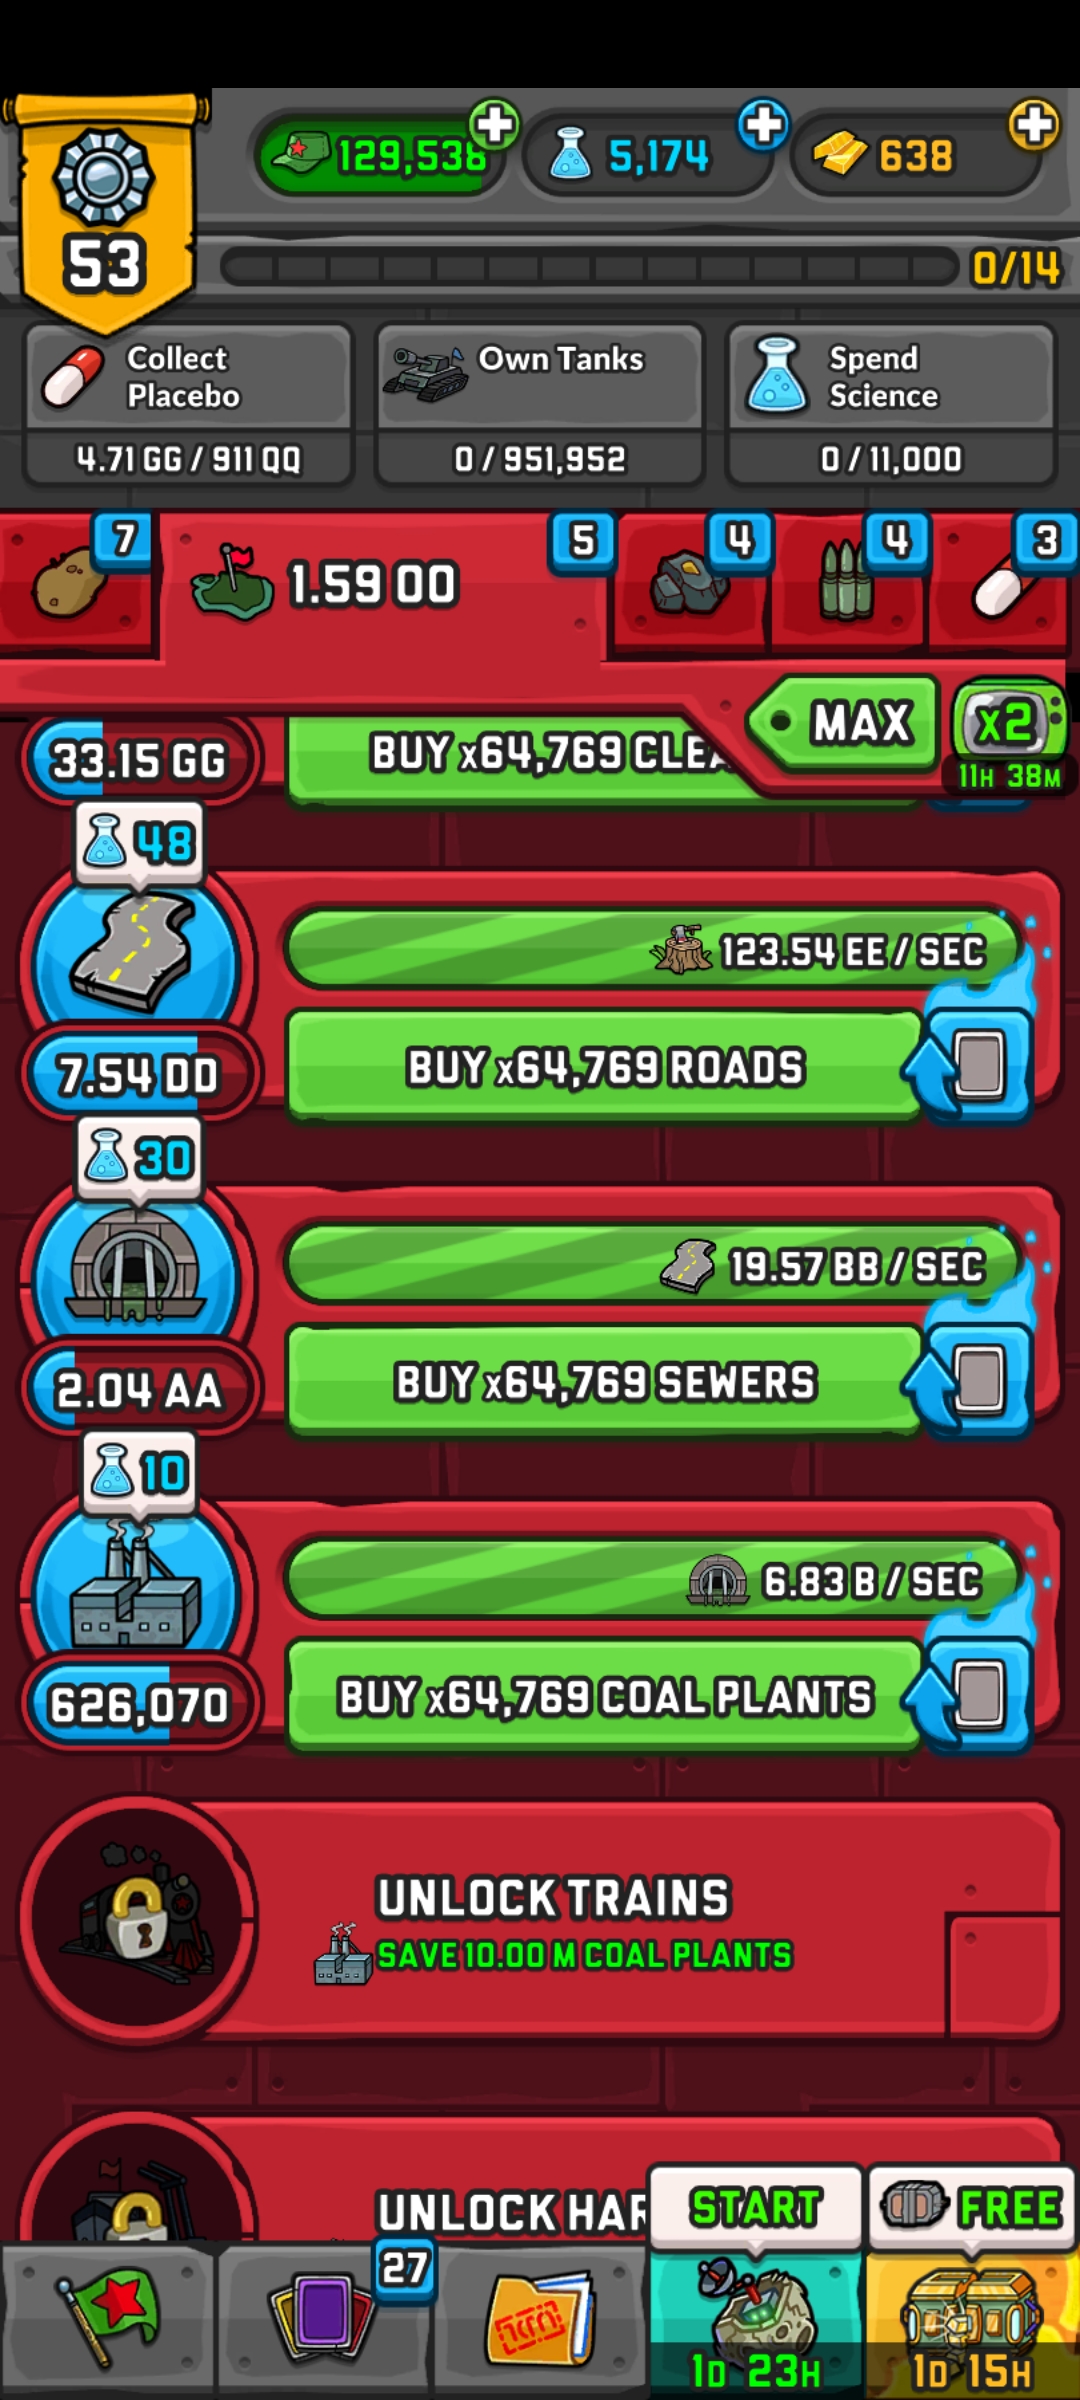 129,538
5,174
638
53
0/14
Collect
Placebo
4.71 GG / 911 QQ
Own Tanks
0 / 951,952
Spend
Science
0 / 11,000
7
1.59 OO
5
4
4
3
MAX
x2
11H 38M
33.15 GG
BUY x64,769 CLEA
48
123.54 EE / SEC
7.54 DD
BUY x64,769 ROADS
30
19.57 BB / SEC
2.04 AA
BUY x64,769 SEWERS
10
6.83 B / SEC
626,070
BUY x64,769 COAL PLANTS
UNLOCK TRAINS
SAVE 10.00 M COAL PLANTS
UNLOCK HAR
START
FREE
27
1D 23H
1D 15H